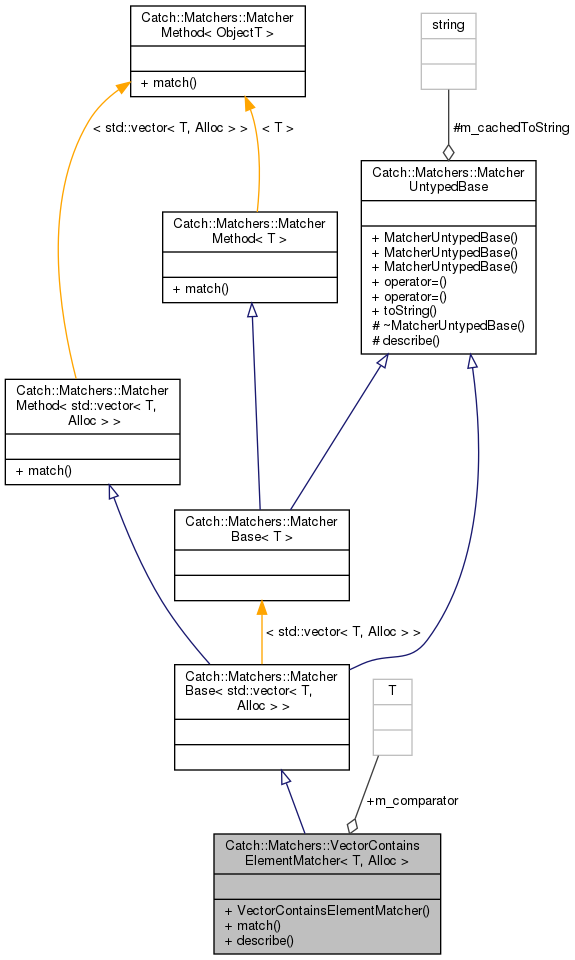 Catch::Matchers::Matcher
Method< ObjectT >
+ match()
string
< std::vector< T, Alloc > >
< T >
#m_cachedToString
Catch::Matchers::Matcher
UntypedBase
+ MatcherUntypedBase()
+ MatcherUntypedBase()
+ MatcherUntypedBase()
+ operator=()
+ operator=()
+ toString()
# ~MatcherUntypedBase()
# describe()
Catch::Matchers::Matcher
Method< T >
+ match()
Catch::Matchers::Matcher
Method< std::vector< T,
Alloc > >
+ match()
Catch::Matchers::Matcher
Base< T >
< std::vector< T, Alloc > >
Catch::Matchers::Matcher
Base< std::vector< T,
Alloc > >
T
+m_comparator
Catch::Matchers::VectorContains
ElementMatcher< T, Alloc >
+ VectorContainsElementMatcher()
+ match()
+ describe()